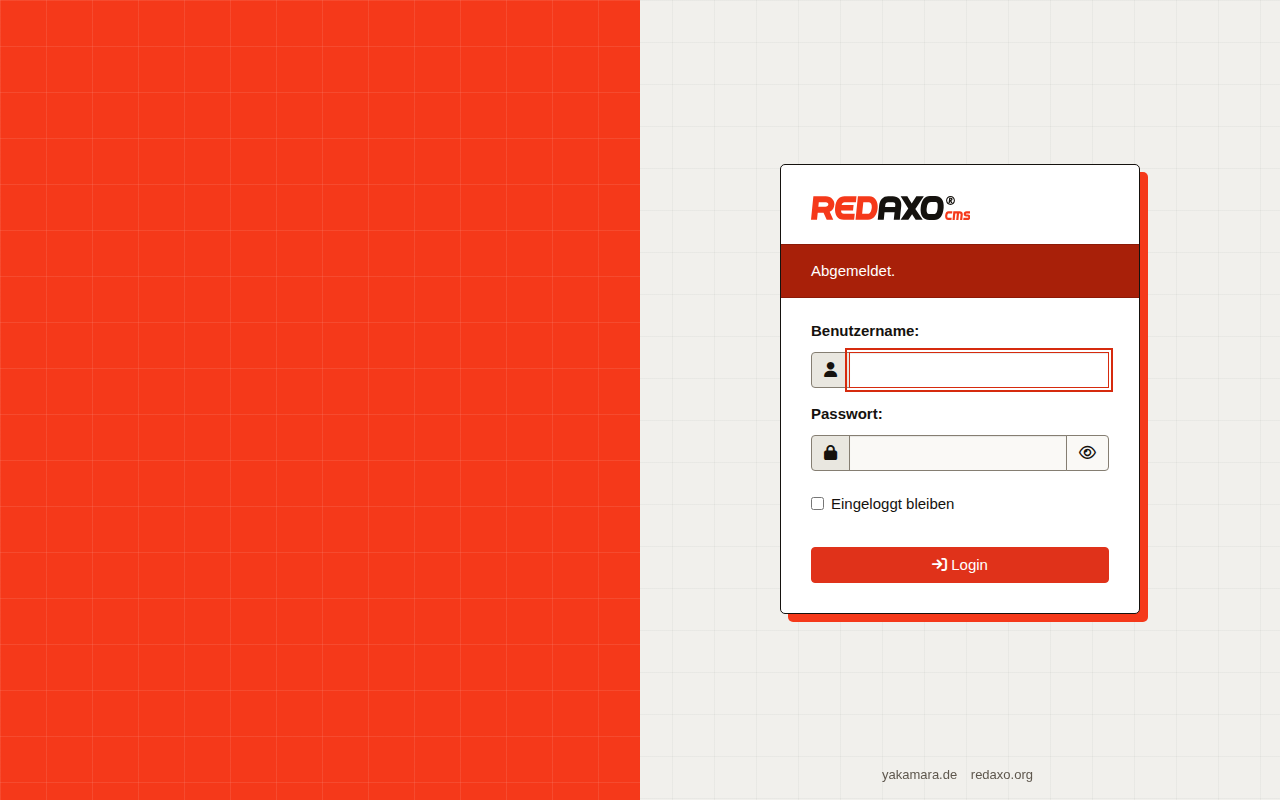 REDAXO® cms
Abgemeldet.
Benutzername:
Passwort:
Eingeloggt bleiben
Login
yakamara.de redaxo.org